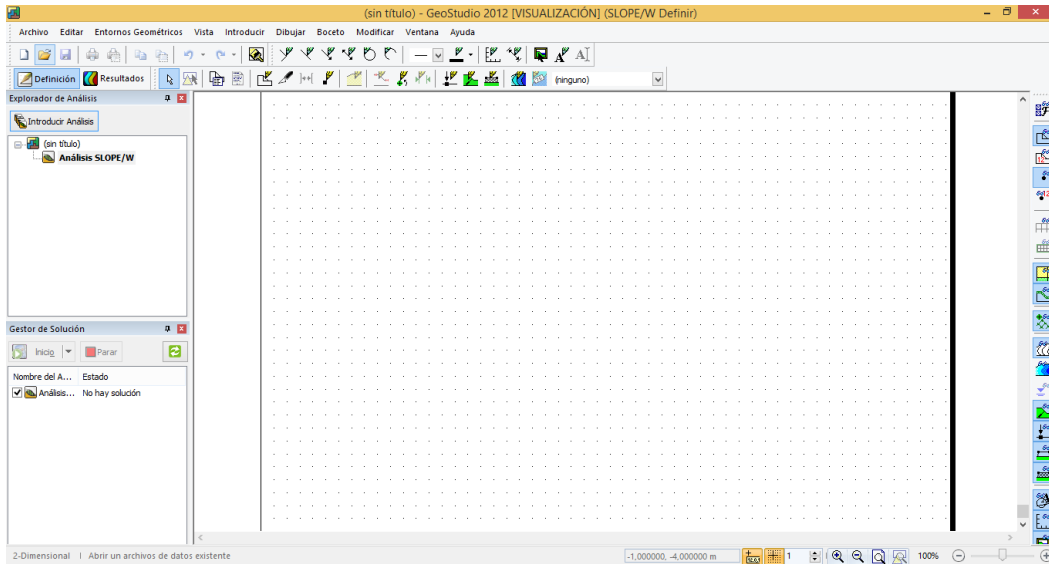 (sin título) - GeoStudio 2012 [VISUALIZACIÓN] (SLOPE/W Definir)
Archivo Editar Entornos Geométricos Vista Introducir Dibujar Boceto Modificar Ventana Ayuda
Definición Resultados (ninguno)
Explorador de Análisis
Introducir Análisis
(sin título)
Análisis SLOPE/W
Gestor de Solución
Inicio Parar
Nombre del A... Estado
Análisis... No hay solución
2-Dimensional | Abrir un archivos de datos existente -1,000000, -4,000000 m 1 100%